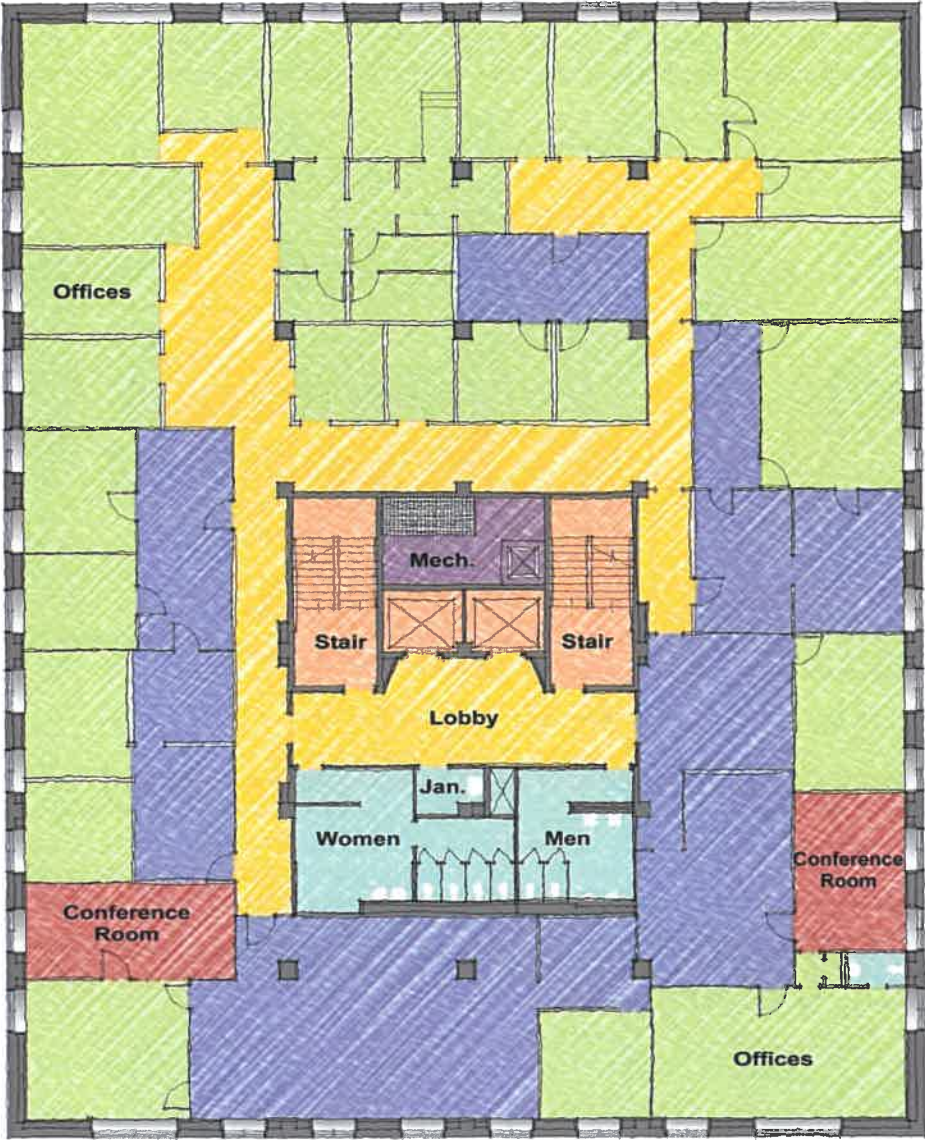 Offices
Mech.
Stair
Stair
Lobby
Jan.
Women
Men
Conference
Room
Conference
Room
Offices